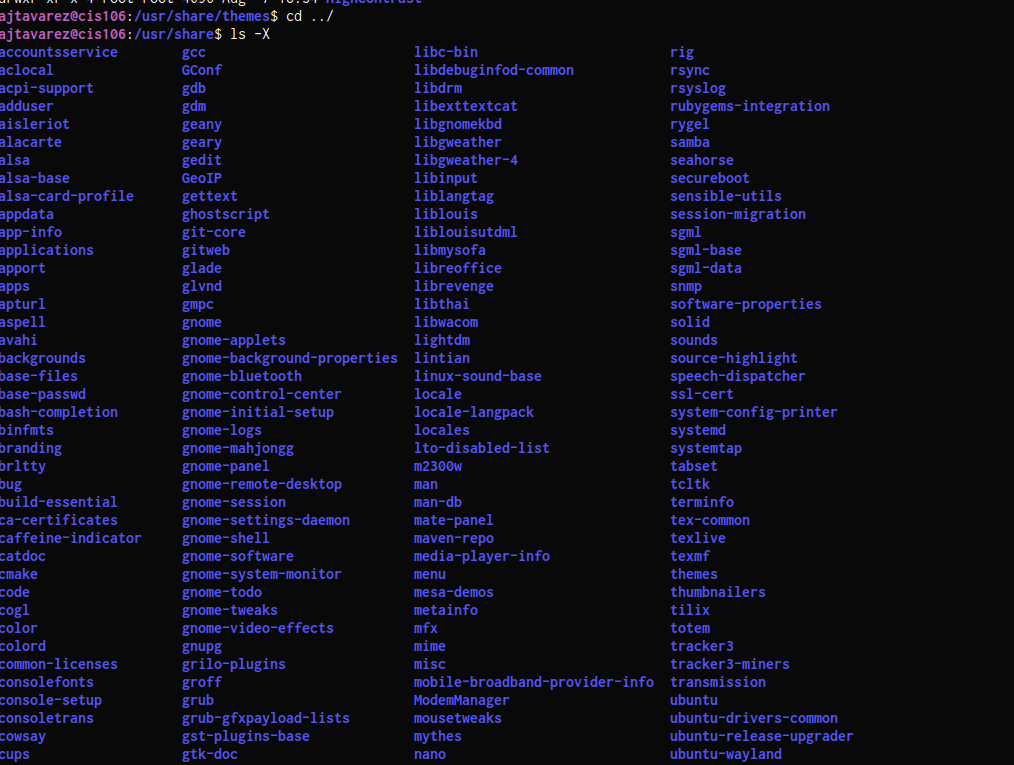 ajtavarez@cis106:/usr/share/themes$ cd ../
ajtavarez@cis106:/usr/share$ ls -X
accountsservice gcc libc-bin rig
aclocal GConf libdebuginfod-common rsync
acpi-support gdb libdrm rsyslog
adduser gdm libexttextcat rubygems-integration
aisleriot geany libgnomekbd rygel
alacarte geary libgweather samba
alsa gedit libgweather-4 seahorse
alsa-base GeoIP libinput secureboot
alsa-card-profile gettext liblangtag sensible-utils
appdata ghostscript liblouis session-migration
app-info git-core liblouisutdml sgml
applications gitweb libmysofa sgml-base
apport glade libreoffice sgml-data
apps glvnd librevenge snmp
apturl gmpc libthai software-properties
aspell gnome libwacom solid
avahi gnome-applets lightdm sounds
backgrounds gnome-background-properties lintian source-highlight
base-files gnome-bluetooth linux-sound-base speech-dispatcher
base-passwd gnome-control-center locale ssl-cert
bash-completion gnome-initial-setup locale-langpack system-config-printer
binfmts gnome-logs locales systemd
branding gnome-mahjongg lto-disabled-list systemtap
brltty gnome-panel m2300w tabset
bug gnome-remote-desktop man tcltk
build-essential gnome-session man-db terminfo
ca-certificates gnome-settings-daemon mate-panel tex-common
caffeine-indicator gnome-shell maven-repo texlive
catdoc gnome-software media-player-info texmf
cmake gnome-system-monitor menu themes
code gnome-todo mesa-demos thumbnailers
cogl gnome-tweaks metainfo tilix
color gnome-video-effects mfx totem
colord gnupg mime tracker3
common-licenses grilo-plugins misc tracker3-miners
consolefonts groff mobile-broadband-provider-info transmission
console-setup grub ModemManager ubuntu
consoletrans grub-gfxpayload-lists mousetweaks ubuntu-drivers-common
cowsay gst-plugins-base mythes ubuntu-release-upgrader
cups gtk-doc nano ubuntu-wayland